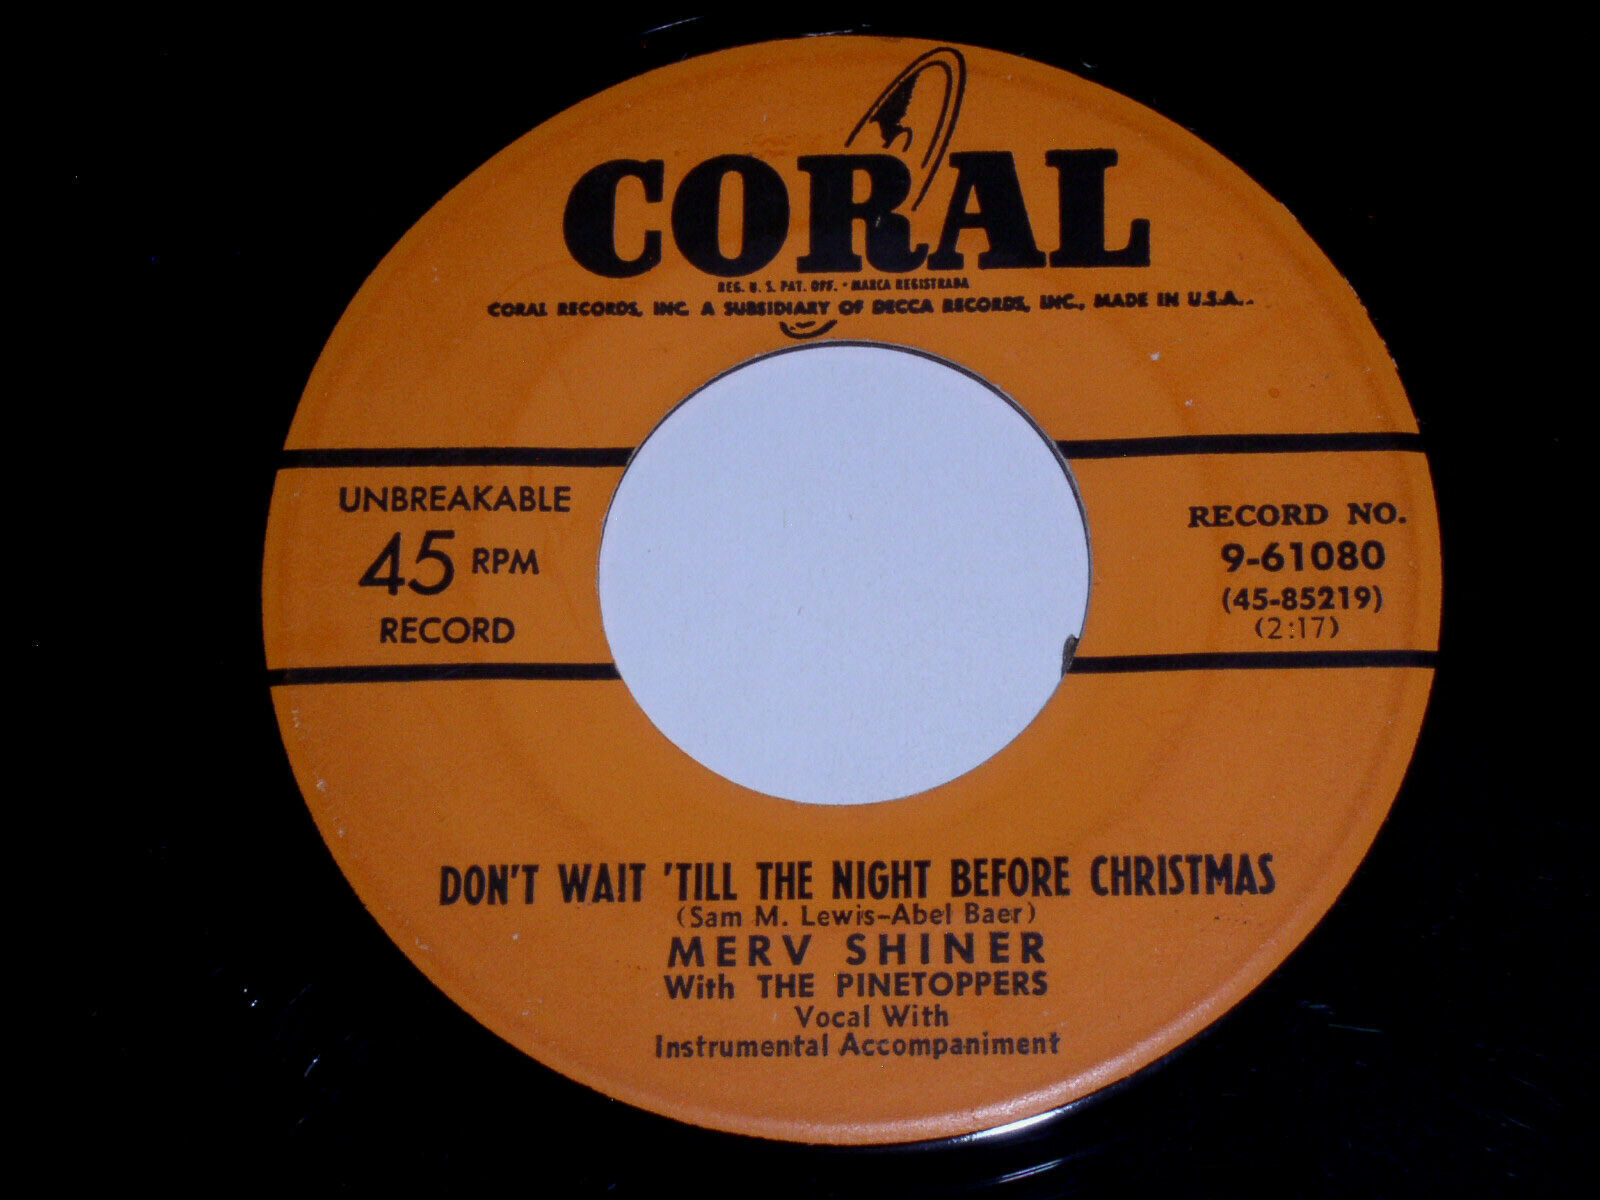 CORAL
REG. U. S. PAT. OFF. - MARCA REGISTRADA
CORAL RECORDS, INC. A SUBSIDIARY OF DECCA RECORDS, INC., MADE IN U.S.A.
UNBREAKABLE
45 RPM
RECORD
RECORD NO.
9-61080
(45-85219)
(2:17)
DON'T WAIT 'TILL THE NIGHT BEFORE CHRISTMAS
(Sam M. Lewis-Abel Baer)
MERV SHINER
With THE PINETOPPERS
Vocal With
Instrumental Accompaniment